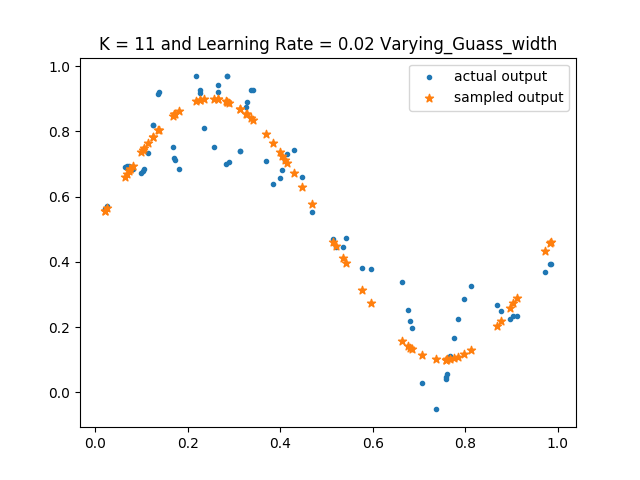 K = 11 and Learning Rate = 0.02 Varying_Guass_width
actual output
sampled output
1.0
0.8
0.6
0.4
0.2
0.0
0.0 0.2 0.4 0.6 0.8 1.0